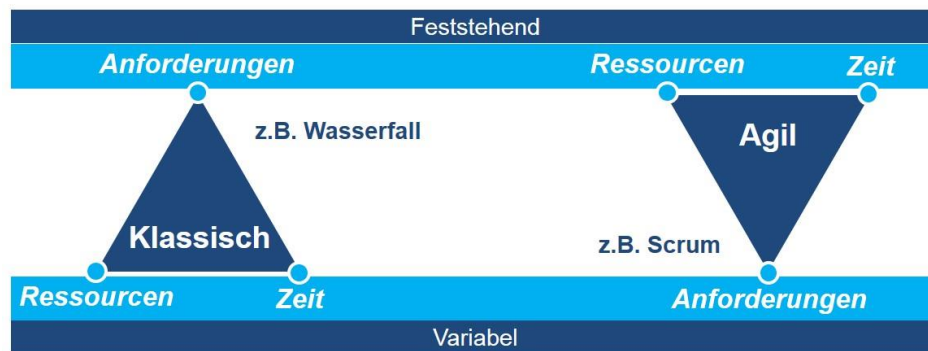 Feststehend
Anforderungen
Ressourcen
Zeit
z.B. Wasserfall
Agil
Klassisch
z.B. Scrum
Ressourcen
Zeit
Anforderungen
Variabel